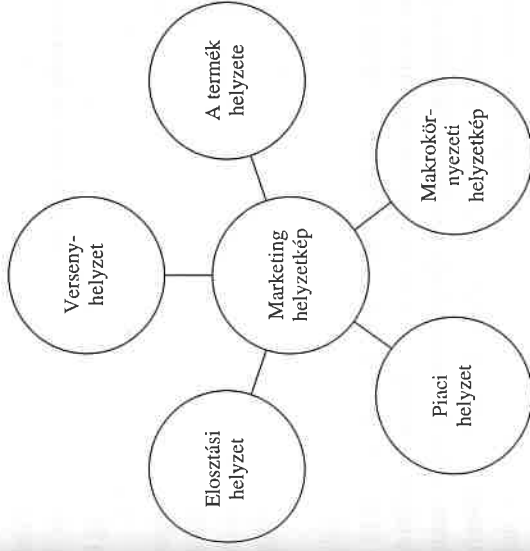 Verseny-
helyzet
A termék
helyzete
Makrokör-
nyezeti
helyzetkép
Piaci
helyzet
Elosztási
helyzet
Marketing
helyzetkép